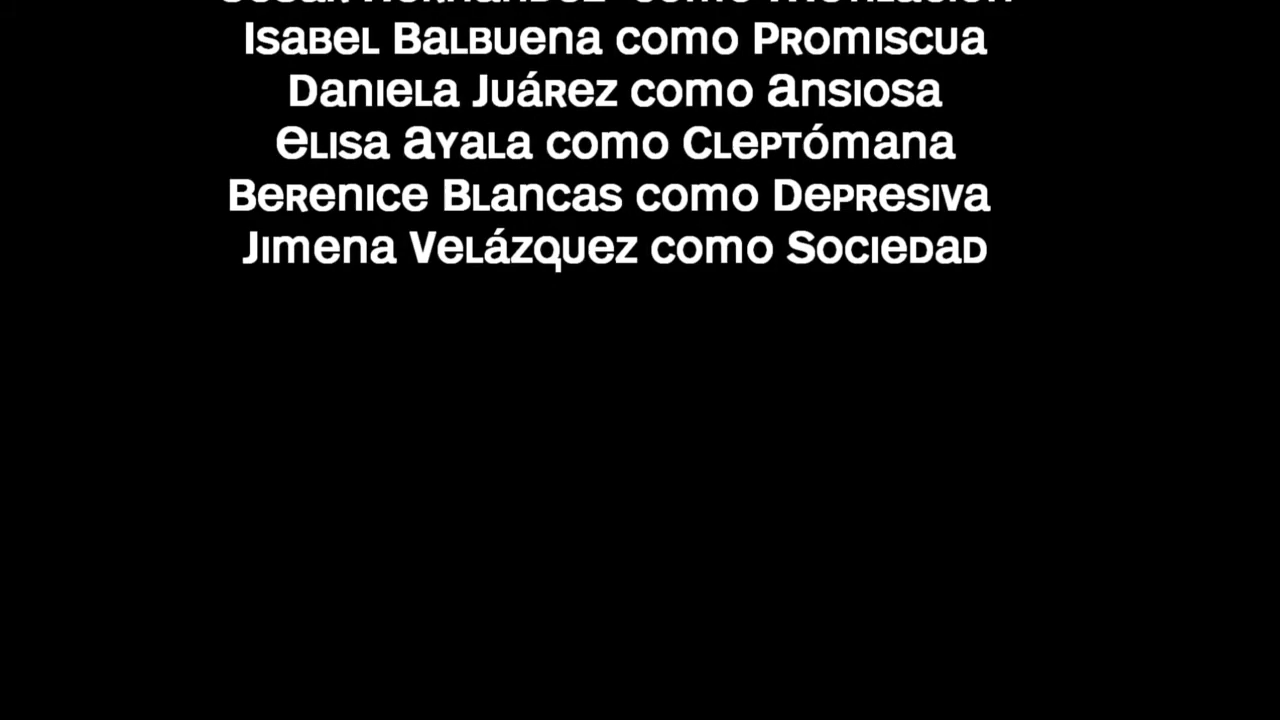 Isabel Balbuena como Promiscua
Daniela Juárez como Ansiosa
Elisa Ayala como Cleptómana
Berenice Blancas como Depresiva
Jimena Velázquez como Sociedad